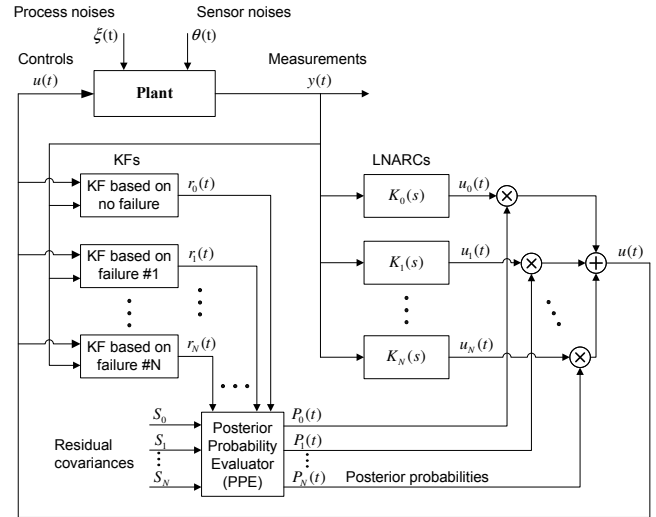 Process noises
Sensor noises
ξ(t)
θ(t)
Controls
Measurements
u(t)
Plant
y(t)
KFs
LNARCs
KF based on
no failure
r₀(t)
K₀(s)
u₀(t)
KF based on
failure #1
r₁(t)
K₁(s)
u₁(t)
u(t)
KF based on
failure #N
r_N(t)
K_N(s)
u_N(t)
Residual
covariances
S₀
S₁
S_N
Posterior
Probability
Evaluator
(PPE)
P₀(t)
P₁(t)
P_N(t)
Posterior probabilities